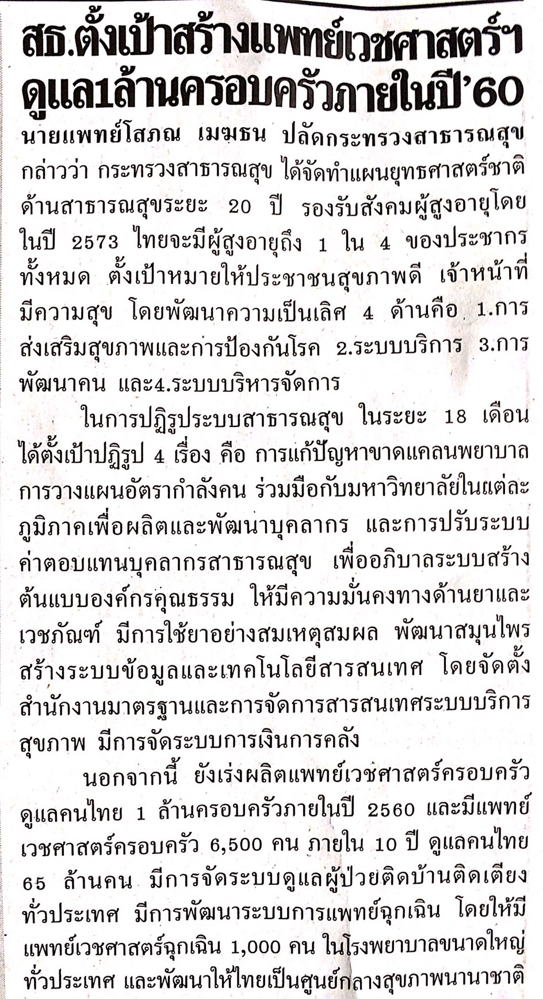 สธ.ตั้งเป้าสร้างแพทย์เวชศาสตร์ฯ
ดูแล1ล้านครอบครัวภายในปี’60
นายแพทย์โสภณ เมฆธน ปลัดกระทรวงสาธารณสุข
กล่าวว่า กระทรวงสาธารณสุข ได้จัดทำแผนยุทธศาสตร์ชาติ
ด้านสาธารณสุขระยะ 20 ปี รองรับสังคมผู้สูงอายุโดย
ในปี 2573 ไทยจะมีผู้สูงอายุถึง 1 ใน 4 ของประชากร
ทั้งหมด ตั้งเป้าหมายให้ประชาชนสุขภาพดี เจ้าหน้าที่
มีความสุข โดยพัฒนาความเป็นเลิศ 4 ด้านคือ 1.การ
ส่งเสริมสุขภาพและการป้องกันโรค 2.ระบบบริการ 3.การ
พัฒนาคน และ4.ระบบบริหารจัดการ
ในการปฏิรูประบบสาธารณสุข ในระยะ 18 เดือน
ได้ตั้งเป้าปฏิรูป 4 เรื่อง คือ การแก้ปัญหาขาดแคลนพยาบาล
การวางแผนอัตรากำลังคน ร่วมมือกับมหาวิทยาลัยในแต่ละ
ภูมิภาคเพื่อผลิตและพัฒนาบุคลากร และการปรับระบบ
ค่าตอบแทนบุคลากรสาธารณสุข เพื่ออภิบาลระบบสร้าง
ต้นแบบองค์กรคุณธรรม ให้มีความมั่นคงทางด้านยาและ
เวชภัณฑ์ มีการใช้ยาอย่างสมเหตุสมผล พัฒนาสมุนไพร
สร้างระบบข้อมูลและเทคโนโลยีสารสนเทศ โดยจัดตั้ง
สำนักงานมาตรฐานและการจัดการสารสนเทศระบบบริการ
สุขภาพ มีการจัดระบบการเงินการคลัง
นอกจากนี้ ยังเร่งผลิตแพทย์เวชศาสตร์ครอบครัว
ดูแลคนไทย 1 ล้านครอบครัวภายในปี 2560 และมีแพทย์
เวชศาสตร์ครอบครัว 6,500 คน ภายใน 10 ปี ดูแลคนไทย
65 ล้านคน มีการจัดระบบดูแลผู้ป่วยติดบ้านติดเตียง
ทั่วประเทศ มีการพัฒนาระบบการแพทย์ฉุกเฉิน โดยให้มี
แพทย์เวชศาสตร์ฉุกเฉิน 1,000 คน ในโรงพยาบาลขนาดใหญ่
ทั่วประเทศ และพัฒนาให้ไทยเป็นศูนย์กลางสุขภาพนานาชาติ